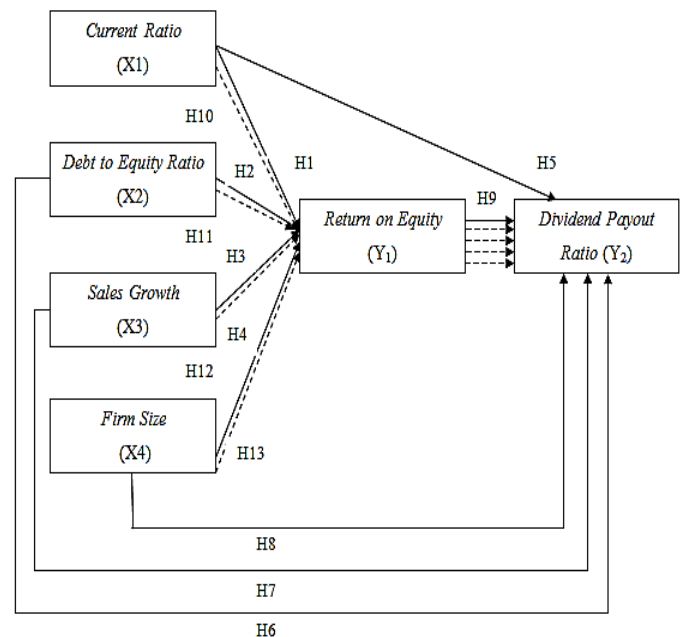 Current Ratio
(X1)
H10
H1
H5
Debt to Equity Ratio
(X2)
H2
H9
Return on Equity
(Y₁)
Dividend Payout
Ratio (Y₂)
H11
H3
Sales Growth
(X3)
H4
H12
Firm Size
(X4)
H13
H8
H7
H6